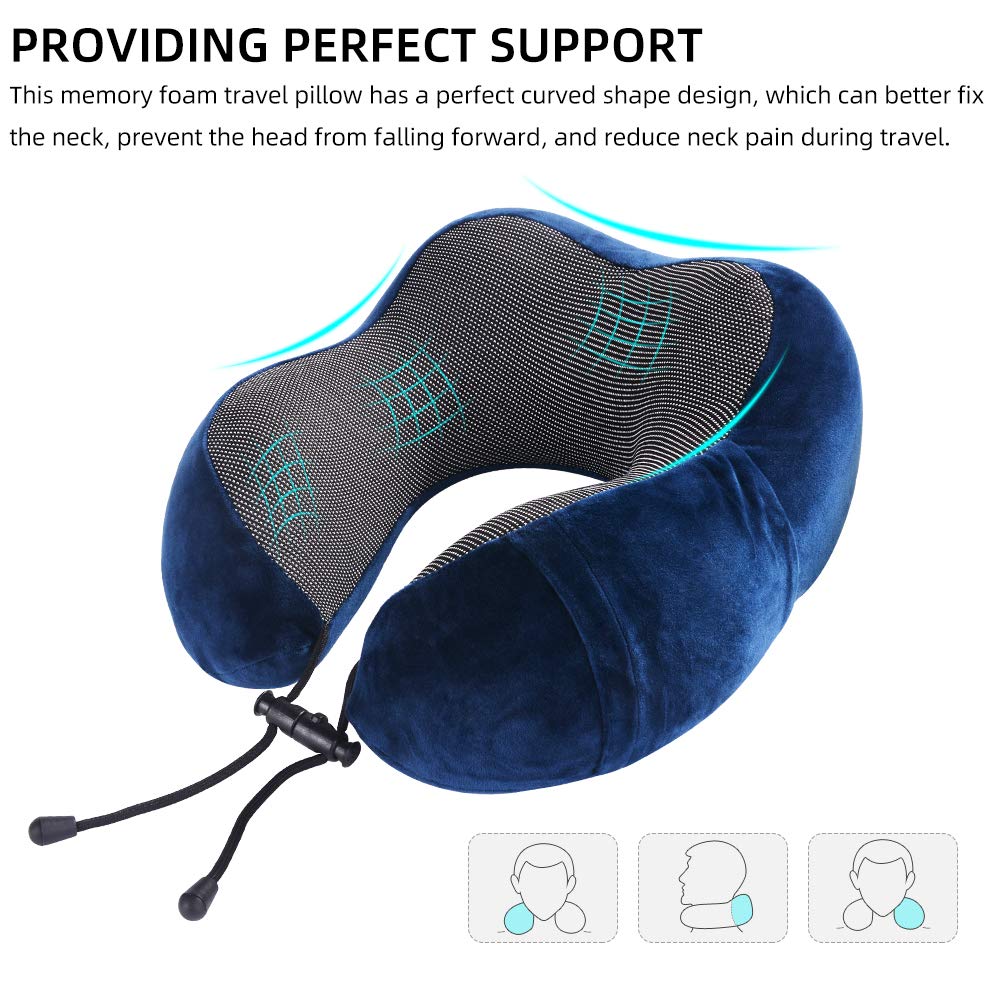 PROVIDING PERFECT SUPPORT
This memory foam travel pillow has a perfect curved shape design, which can better fix
the neck, prevent the head from falling forward, and reduce neck pain during travel.